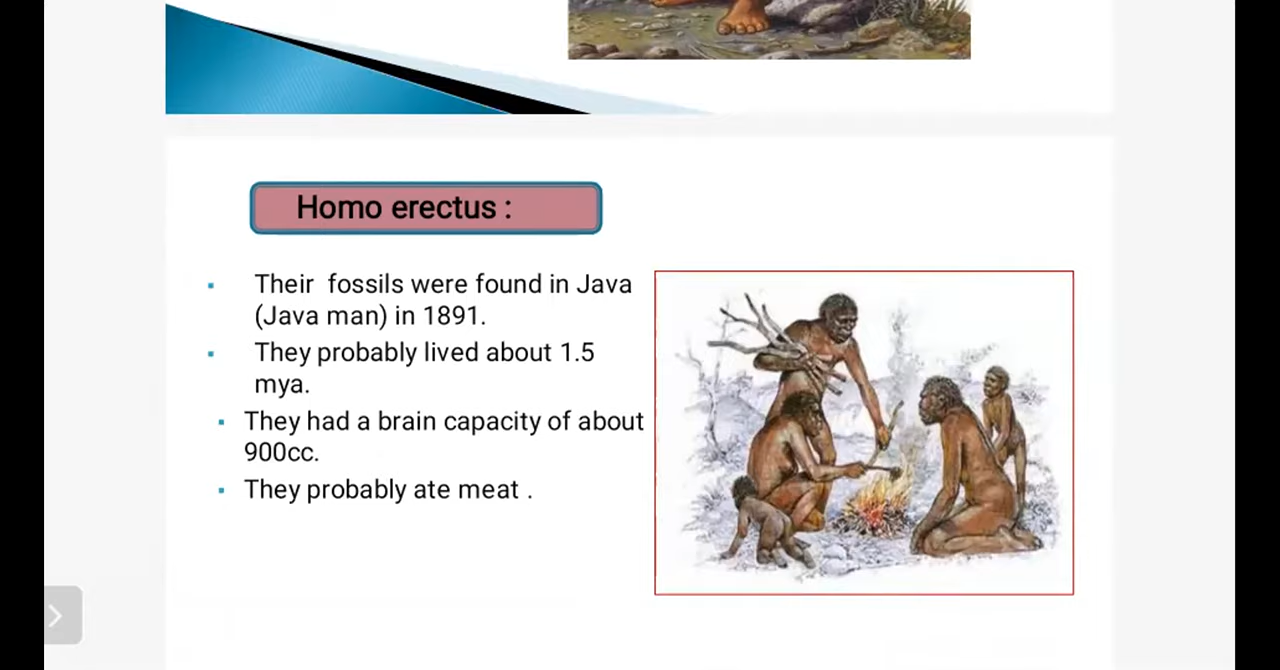 Homo erectus :
Their fossils were found in Java
(Java man) in 1891.
They probably lived about 1.5
mya.
They had a brain capacity of about
900cc.
They probably ate meat .